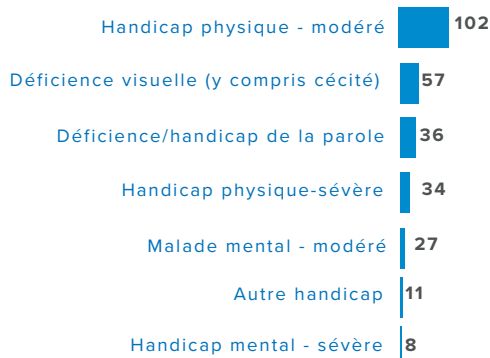 Handicap physique - modéré 102
Déficience visuelle (y compris cécité) 57
Déficience/handicap de la parole 36
Handicap physique-sévère 34
Malade mental - modéré 27
Autre handicap 11
Handicap mental - sévère 8